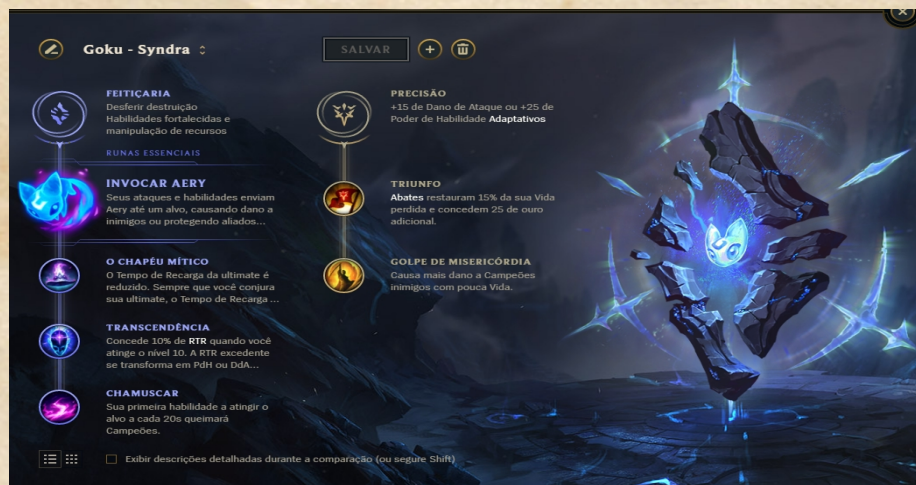 Goku - Syndra
SALVAR
FEITIÇARIA
Desferir destruição
Habilidades fortalecidas e
manipulação de recursos
RUNAS ESSENCIAIS
INVOCAR AERY
Seus ataques e habilidades enviam
Aery até um alvo, causando dano a
inimigos ou protegendo aliados...
O CHAPÉU MÍTICO
O Tempo de Recarga da ultimate é
reduzido. Sempre que você conjura
sua ultimate, o Tempo de Recarga ...
TRANSCENDÊNCIA
Concede 10% de RTR quando você
atinge o nível 10. A RTR excedente
se transforma em PdH ou DdA...
CHAMUSCAR
Sua primeira habilidade a atingir o
alvo a cada 20s queimará
Campeões.
PRECISÃO
+15 de Dano de Ataque ou +25 de
Poder de Habilidade Adaptativos
TRIUNFO
Abates restauram 15% da sua Vida
perdida e concedem 25 de ouro
adicional.
GOLPE DE MISERICÓRDIA
Causa mais dano a Campeões
inimigos com pouca Vida.
Exibir descrições detalhadas durante a comparação (ou segure Shift)